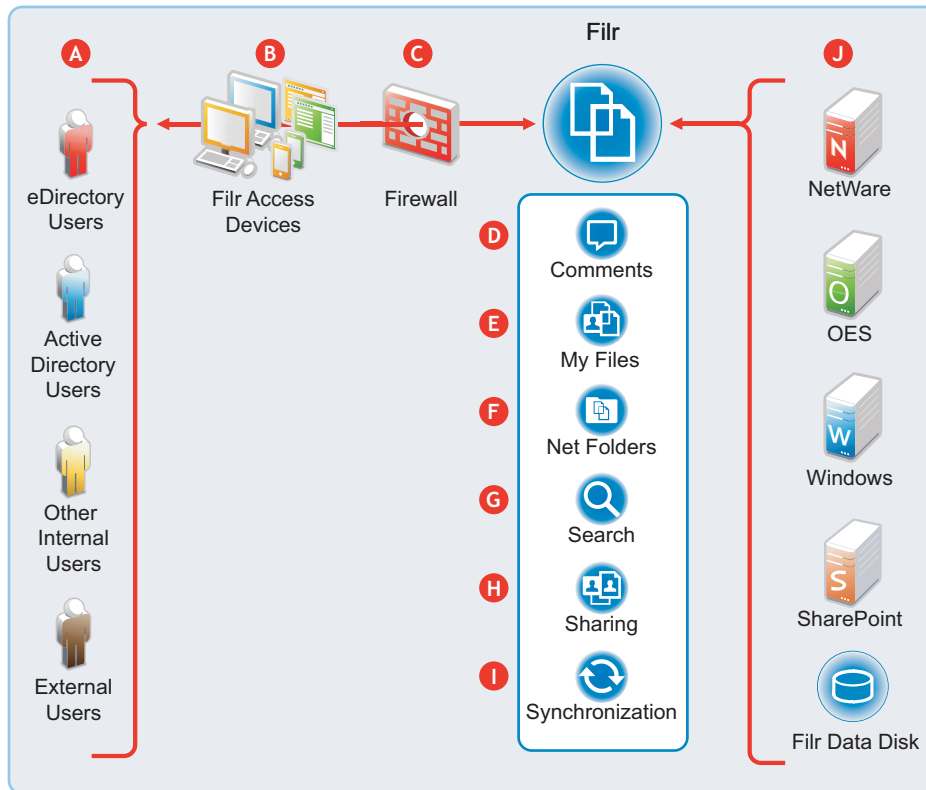 Filr
A
B
C
J
eDirectory
Users
Filr Access
Devices
Firewall
N
NetWare
D
Comments
Active
Directory
Users
O
OES
E
My Files
F
Net Folders
W
Windows
Other
Internal
Users
G
Search
H
Sharing
S
SharePoint
External
Users
I
Synchronization
Filr Data Disk